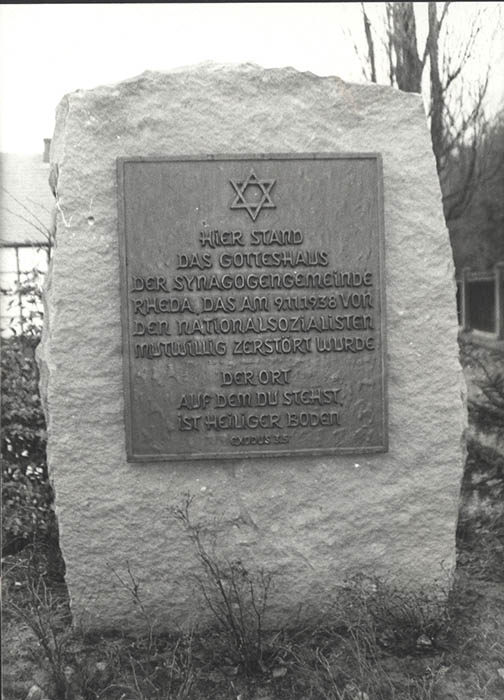 HIER STAND
DAS GOTTESHAUS
DER SYNAGOGENGEMEINDE
RHEDA, DAS AM 9.11.1938 VON
DEN NATIONALSOZIALISTEN
MUTWILLIG ZERSTÖRT WURDE
DER ORT
AUF DEM DU STEHST,
IST HEILIGER BODEN
EXODUS 3.5